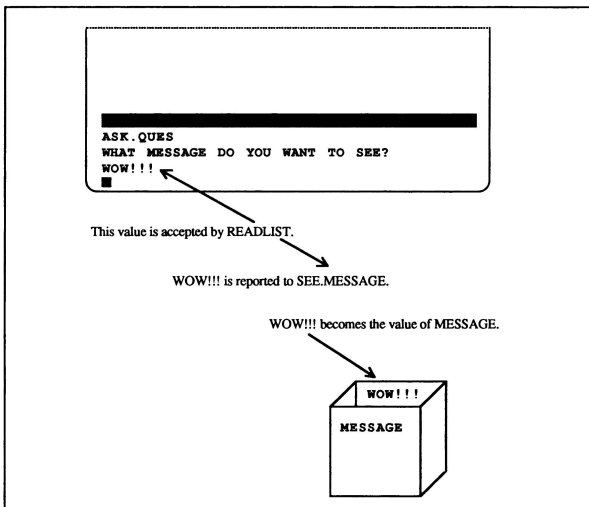 ASK.QUES
WHAT MESSAGE DO YOU WANT TO SEE?
WOW!!!
This value is accepted by READLIST.
WOW!!! is reported to SEE.MESSAGE.
WOW!!! becomes the value of MESSAGE.
WOW!!!
MESSAGE